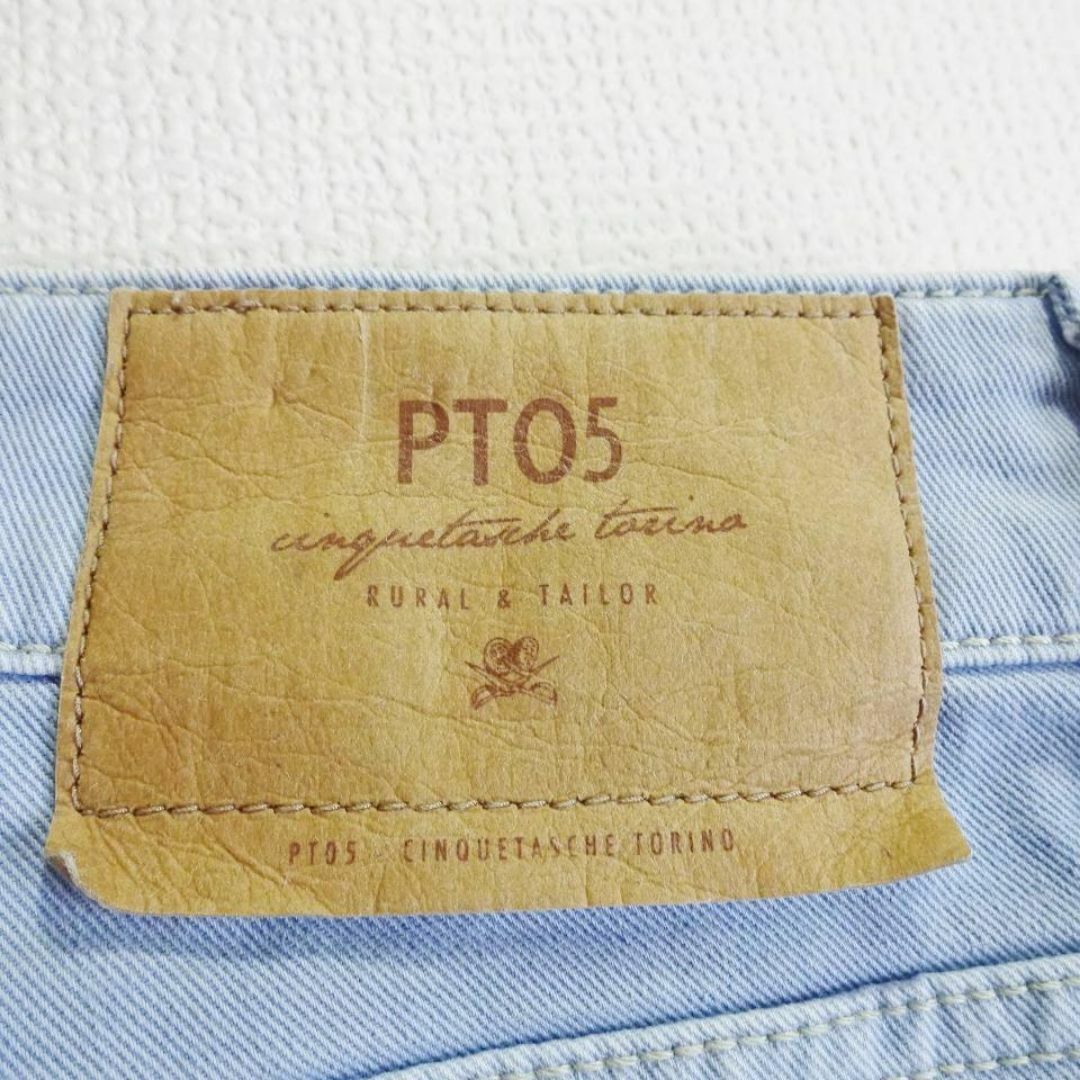 PT05
cinquetasche torino
RURAL & TAILOR
PT05 - CINQUETASCHE TORINO